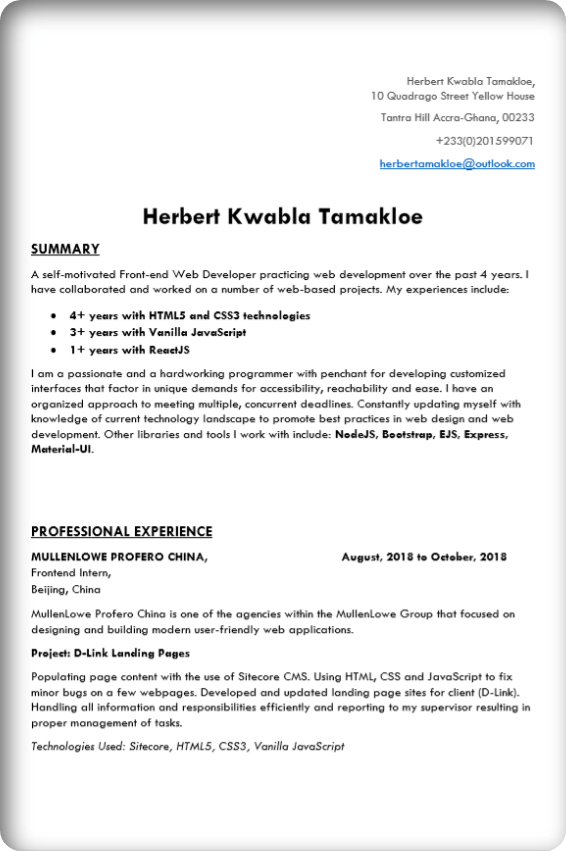 Herbert Kwabla Tamakloe,
10 Quadrago Street Yellow House
Tantra Hill Accra-Ghana, 00233
+233(0)201599071
herbertamakloe@outlook.com
Herbert Kwabla Tamakloe
SUMMARY
A self-motivated Front-end Web Developer practicing web development over the past 4 years. I
have collaborated and worked on a number of web-based projects. My experiences include:
• 4+ years with HTML5 and CSS3 technologies
• 3+ years with Vanilla JavaScript
• 1+ years with ReactJS
I am a passionate and a hardworking programmer with penchant for developing customized
interfaces that factor in unique demands for accessibility, reachability and ease. I have an
organized approach to meeting multiple, concurrent deadlines. Constantly updating myself with
knowledge of current technology landscape to promote best practices in web design and web
development. Other libraries and tools I work with include: NodeJS, Bootstrap, EJS, Express,
Material-UI.
PROFESSIONAL EXPERIENCE
MULLENLOWE PROFERO CHINA, August, 2018 to October, 2018
Frontend Intern,
Beijing, China
MullenLowe Profero China is one of the agencies within the MullenLowe Group that focused on
designing and building modern user-friendly web applications.
Project: D-Link Landing Pages
Populating page content with the use of Sitecore CMS. Using HTML, CSS and JavaScript to fix
minor bugs on a few webpages. Developed and updated landing page sites for client (D-Link).
Handling all information and responsibilities efficiently and reporting to my supervisor resulting in
proper management of tasks.
Technologies Used: Sitecore, HTML5, CSS3, Vanilla JavaScript